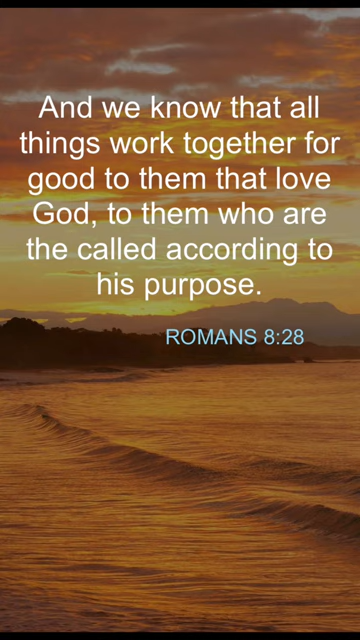 And we know that all
things work together for
good to them that love
God, to them who are
the called according to
his purpose.
ROMANS 8:28